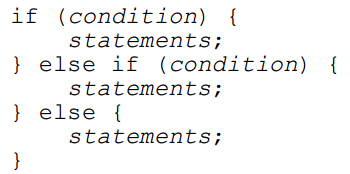 if (condition) {
    statements;
} else if (condition) {
    statements;
} else {
    statements;
}